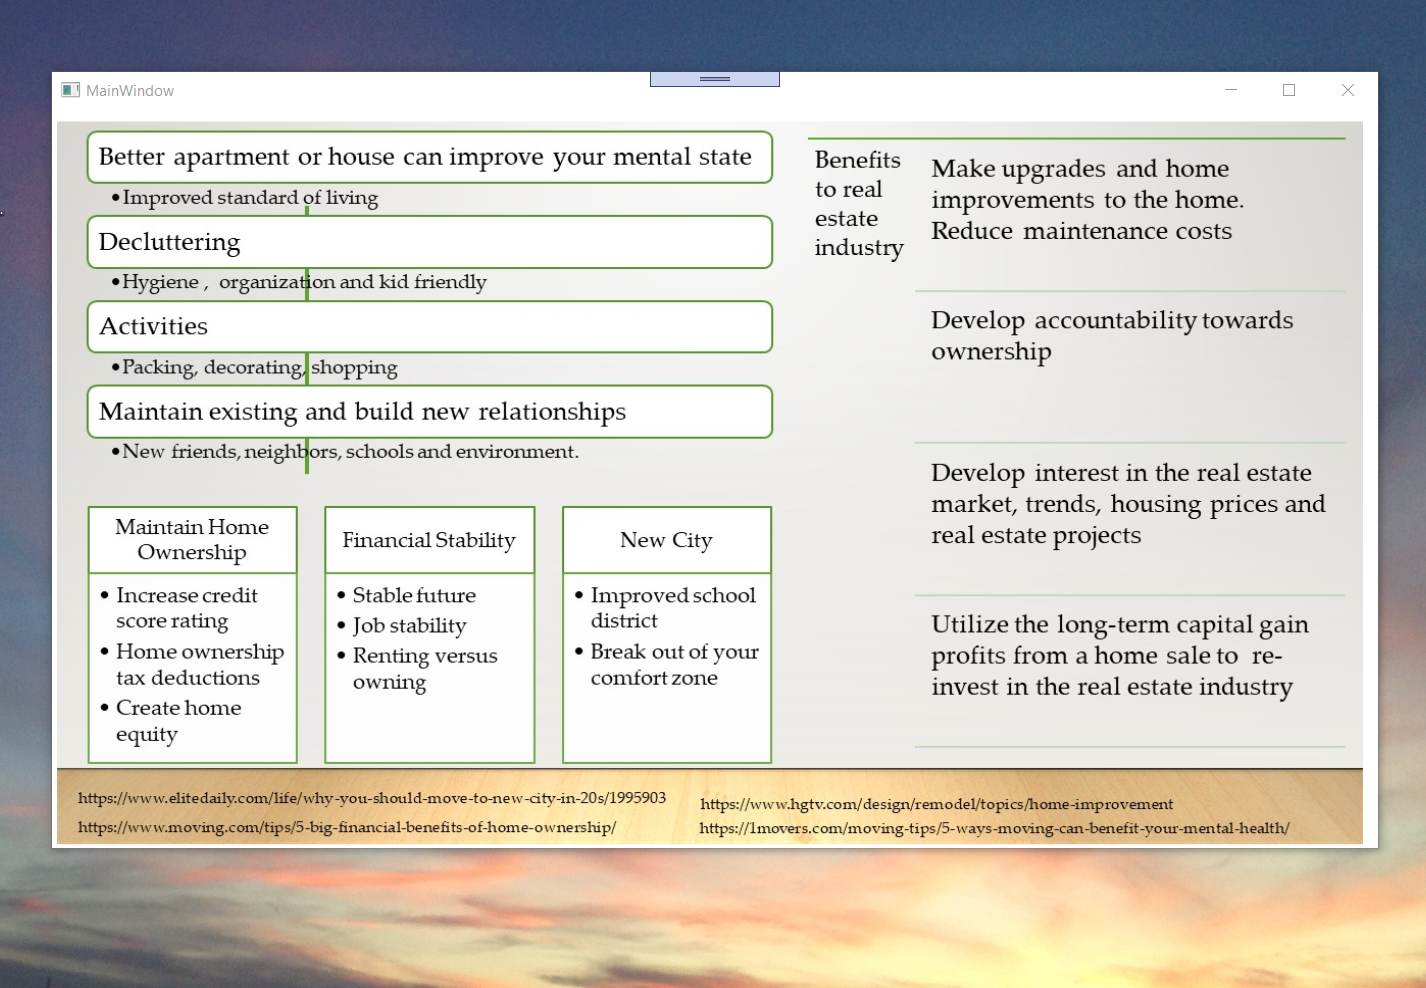 MainWindow
Better apartment or house can improve your mental state
•Improved standard of living
Decluttering
•Hygiene , organization and kid friendly
Activities
•Packing, decorating, shopping
Maintain existing and build new relationships
•New friends, neighbors, schools and environment.
Maintain Home
Ownership
• Increase credit
score rating
• Home ownership
tax deductions
• Create home
equity
Financial Stability
• Stable future
• Job stability
• Renting versus
owning
New City
• Improved school
district
• Break out of your
comfort zone
Benefits
to real
estate
industry
Make upgrades and home
improvements to the home.
Reduce maintenance costs
Develop accountability towards
ownership
Develop interest in the real estate
market, trends, housing prices and
real estate projects
Utilize the long-term capital gain
profits from a home sale to re-
invest in the real estate industry
https://www.elitedaily.com/life/why-you-should-move-to-new-city-in-20s/1995903
https://www.moving.com/tips/5-big-financial-benefits-of-home-ownership/
https://www.hgtv.com/design/remodel/topics/home-improvement
https://1movers.com/moving-tips/5-ways-moving-can-benefit-your-mental-health/